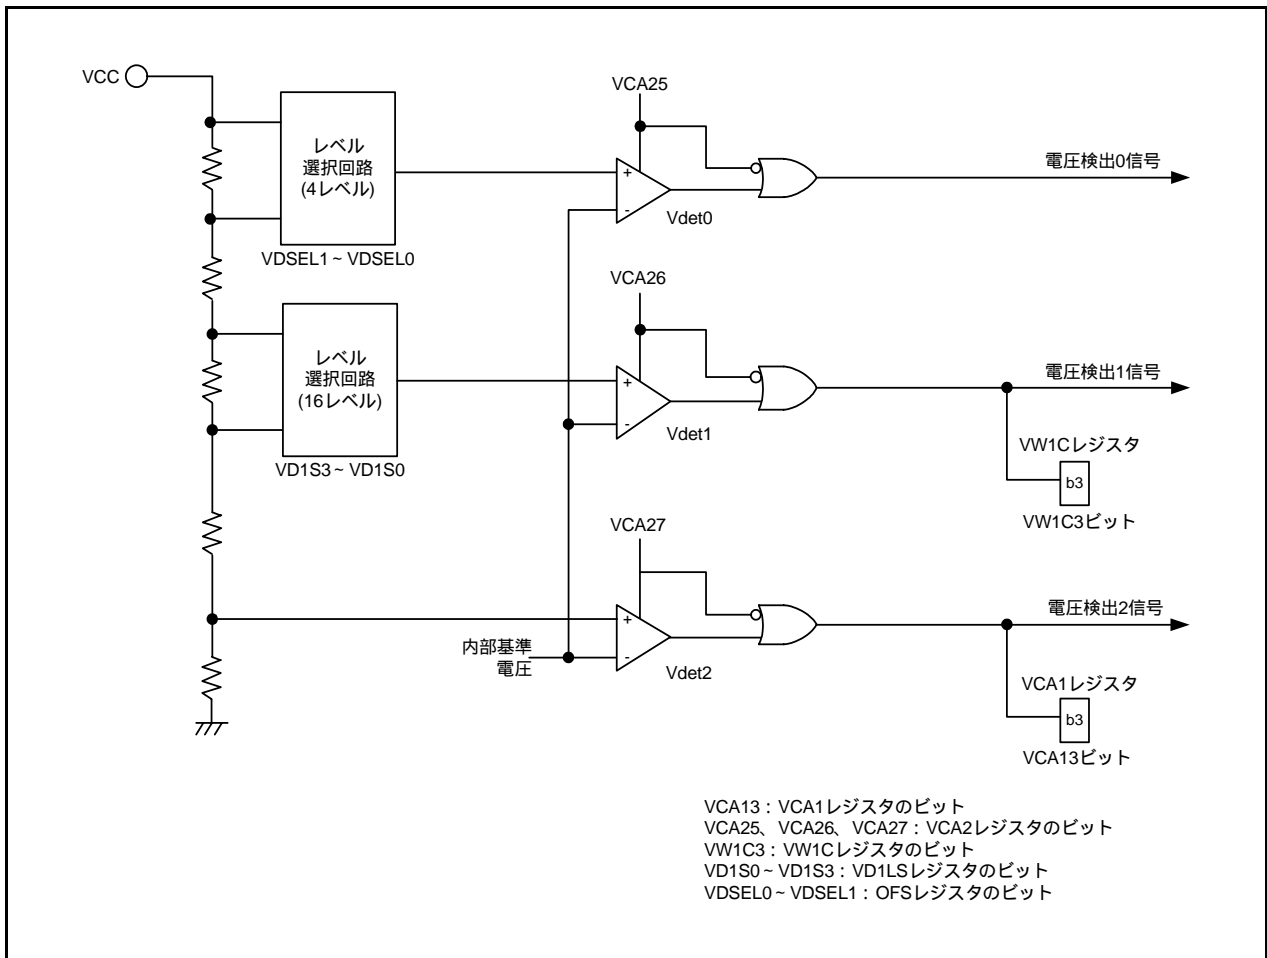 VCC
VCA25
レベル
選択回路
(4レベル)
VDSEL1～VDSEL0
+
-
Vdet0
電圧検出0信号
VCA26
レベル
選択回路
(16レベル)
VD1S3～VD1S0
+
-
Vdet1
電圧検出1信号
VW1Cレジスタ
b3
VW1C3ビット
VCA27
内部基準
電圧
+
-
Vdet2
電圧検出2信号
VCA1レジスタ
b3
VCA13ビット
VCA13：VCA1レジスタのビット
VCA25、VCA26、VCA27：VCA2レジスタのビット
VW1C3：VW1Cレジスタのビット
VD1S0～VD1S3：VD1LSレジスタのビット
VDSEL0～VDSEL1：OFSレジスタのビット